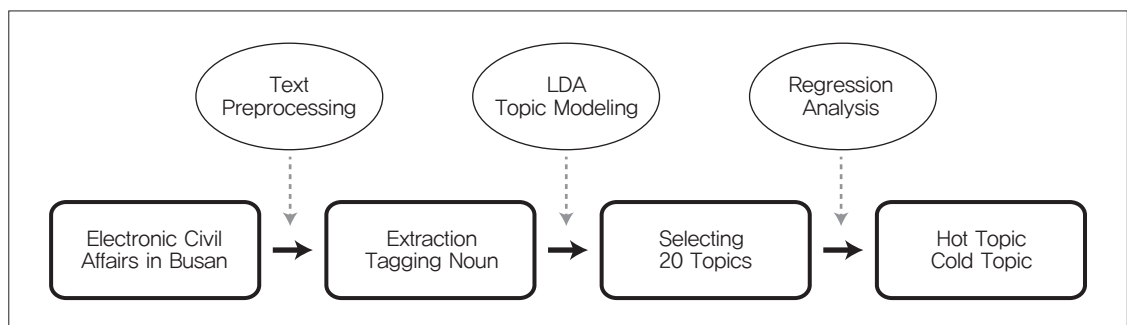 Text
Preprocessing
LDA
Topic Modeling
Regression
Analysis
Electronic Civil
Affairs in Busan
Extraction
Tagging Noun
Selecting
20 Topics
Hot Topic
Cold Topic